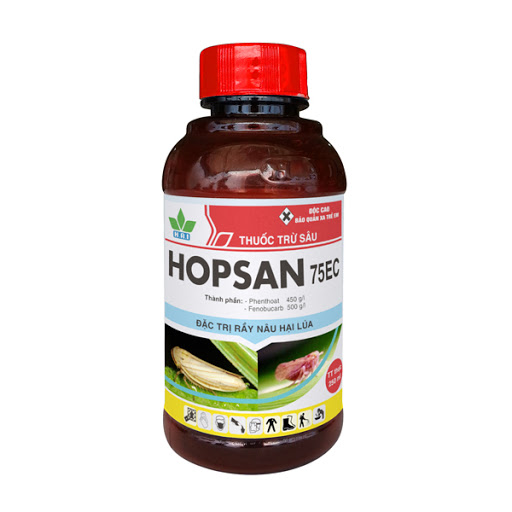 ĐỘC CAO
BẢO QUẢN XA TRẺ EM
HBI
THUỐC TRỪ SÂU
HOPSAN 75EC
Thành phần: - Phenthoat 450 g/l
- Fenobucarb 500 g/l
ĐẶC TRỊ RẦY NÂU HẠI LÚA